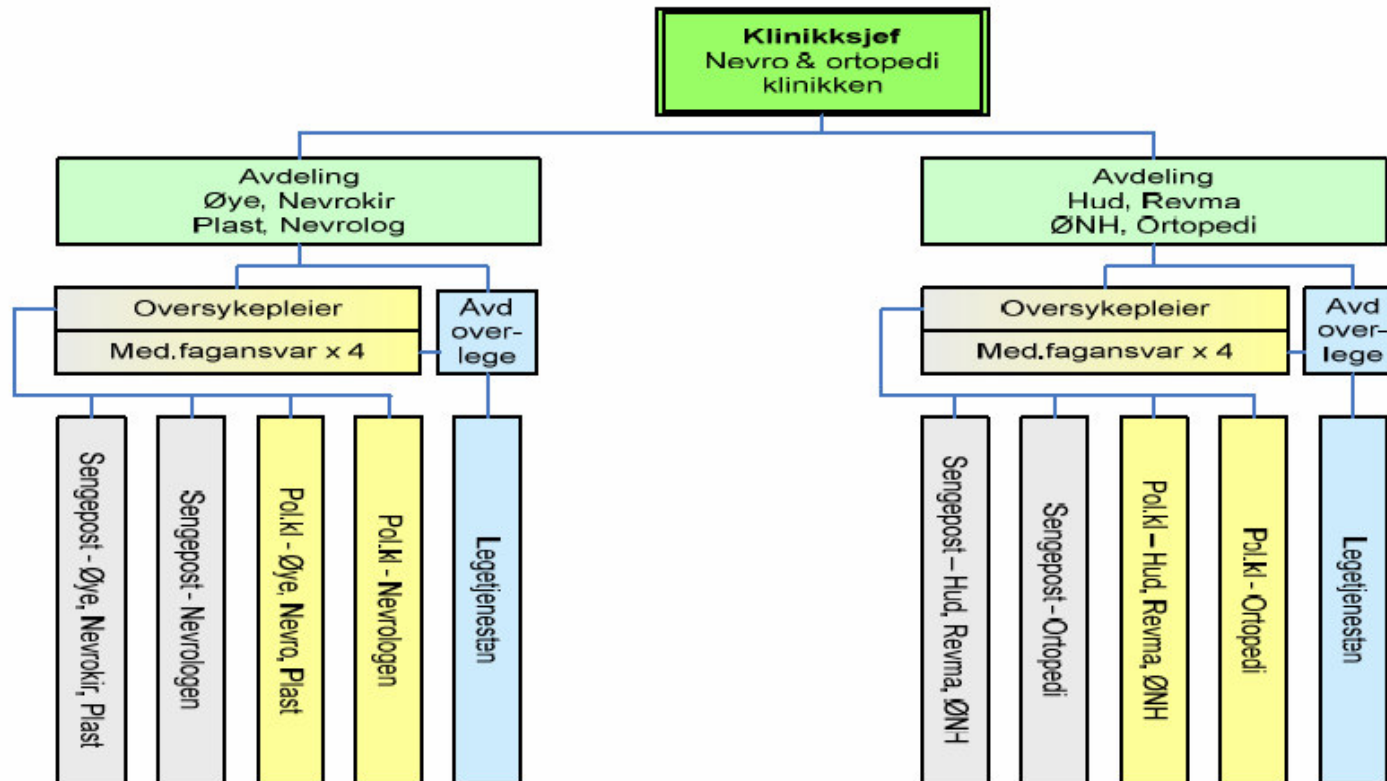 Klinikksjef
Nevro & ortopedi
klinikken
Avdeling
Øye, Nevrokir
Plast, Nevrolog
Oversykepleier
Med.fagansvar x 4
Avd
over-
lege
Sengepost - Øye, Nevrokir, Plast
Sengepost - Nevrologen
Pol.kl - Øye, Nevro, Plast
Pol.kl - Nevrologen
Legetjenesten
Avdeling
Hud, Revma
ØNH, Ortopedi
Oversykepleier
Med.fagansvar x 4
Avd
over-
lege
Sengepost – Hud, Revma, ØNH
Sengepost - Ortopedi
Pol.kl – Hud, Revma, ØNH
Pol.kl - Ortopedi
Legetjenesten